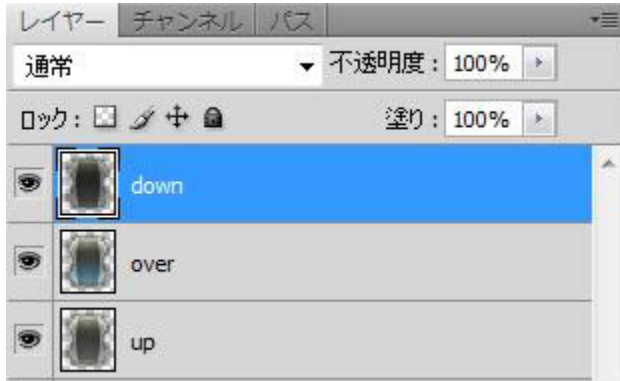 レイヤー チャンネル パス
通常 不透明度: 100%
ロック: 塗り: 100%
down
over
up